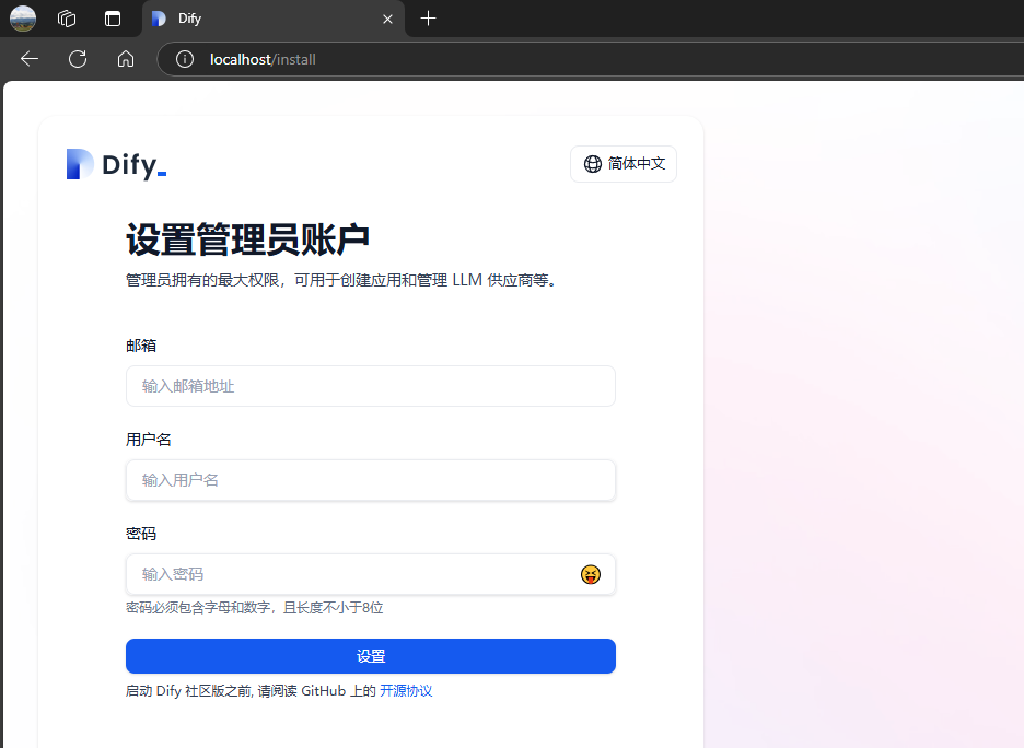 Dify
localhost/install
Dify_
简体中文
设置管理员账户
管理员拥有的最大权限，可用于创建应用和管理 LLM 供应商等。
邮箱
输入邮箱地址
用户名
输入用户名
密码
输入密码
密码必须包含字母和数字，且长度不小于8位
设置
启动 Dify 社区版之前, 请阅读 GitHub 上的 开源协议